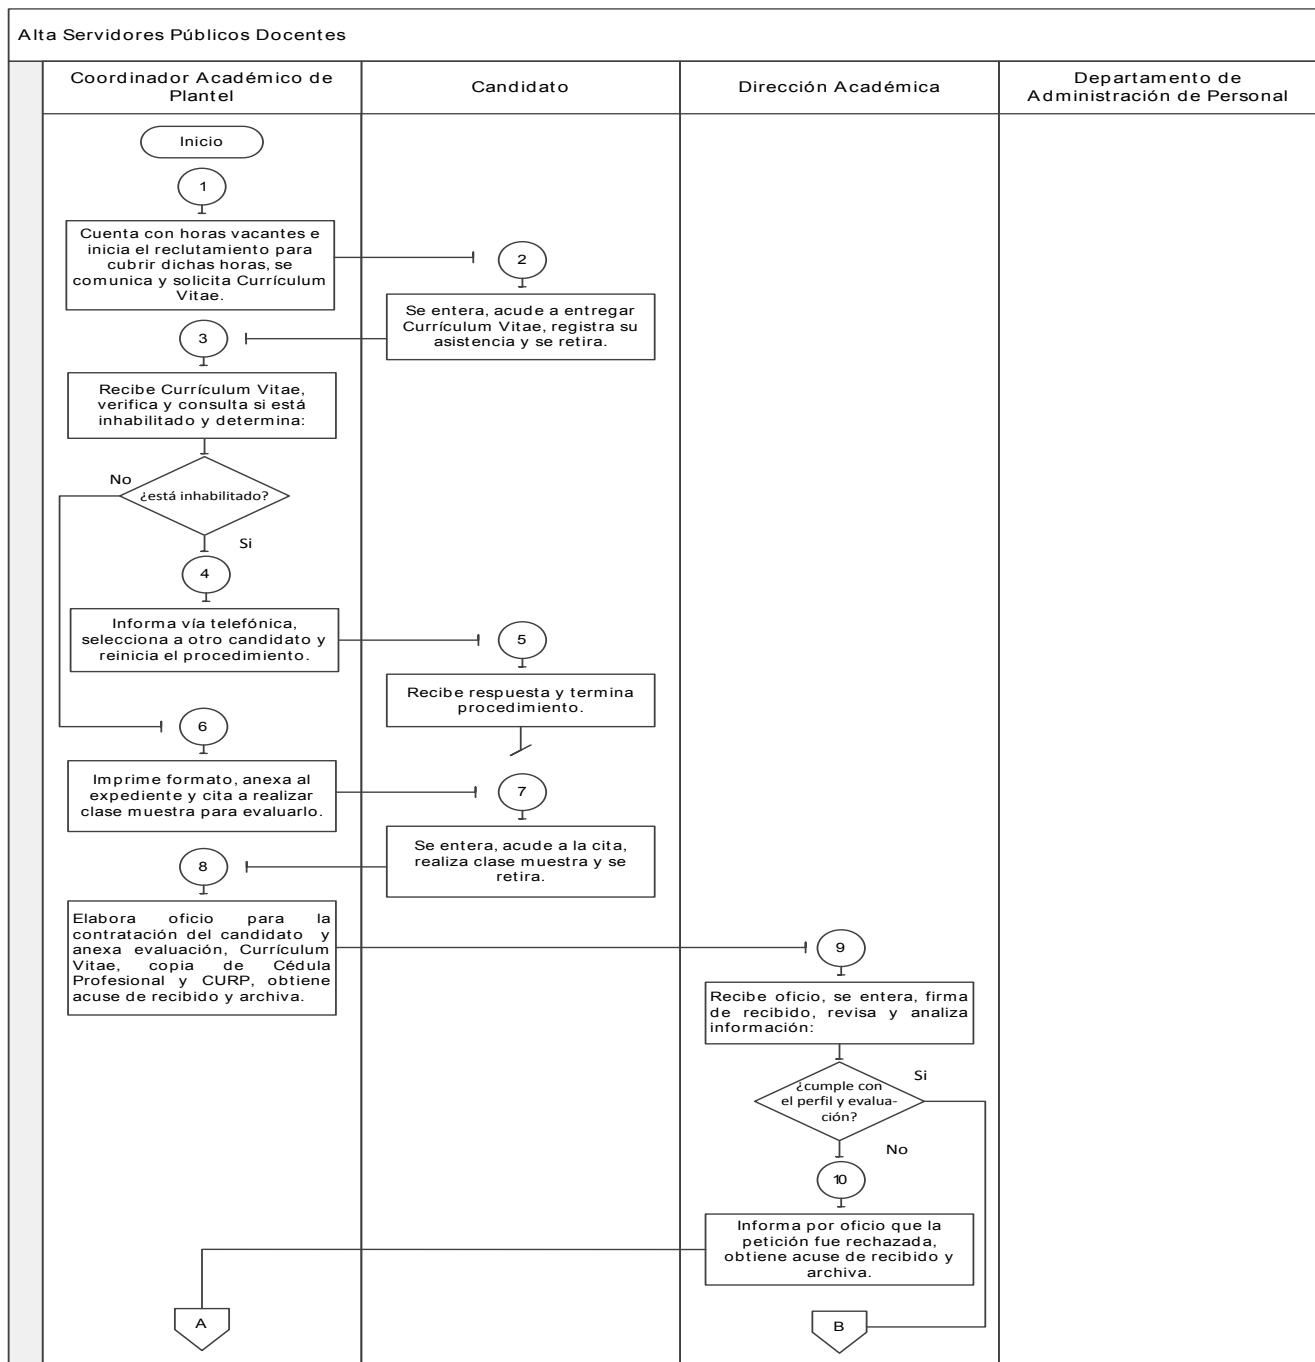 Alta Servidores Públicos Docentes
Coordinador Académico de
Plantel
Candidato
Dirección Académica
Departamento de
Administración de Personal
Inicio
1
Cuenta con horas vacantes e
inicia el reclutamiento para
cubrir dichas horas, se
comunica y solicita Currículum
Vitae.
2
Se entera, acude a entregar
Currículum Vitae, registra su
asistencia y se retira.
3
Recibe Currículum Vitae,
verifica y consulta si está
inhabilitado y determina:
No
¿está inhabilitado?
Si
4
Informa vía telefónica,
selecciona a otro candidato y
reinicia el procedimiento.
5
Recibe respuesta y termina
procedimiento.
6
Imprime formato, anexa al
expediente y cita a realizar
clase muestra para evaluarlo.
7
Se entera, acude a la cita,
realiza clase muestra y se
retira.
8
Elabora oficio para la
contratación del candidato y
anexa evaluación, Currículum
Vitae, copia de Cédula
Profesional y CURP, obtiene
acuse de recibido y archiva.
9
Recibe oficio, se entera, firma
de recibido, revisa y analiza
información:
¿cumple con
el perfil y evalua-
ción?
Si
No
10
Informa por oficio que la
petición fue rechazada,
obtiene acuse de recibido y
archiva.
A
B